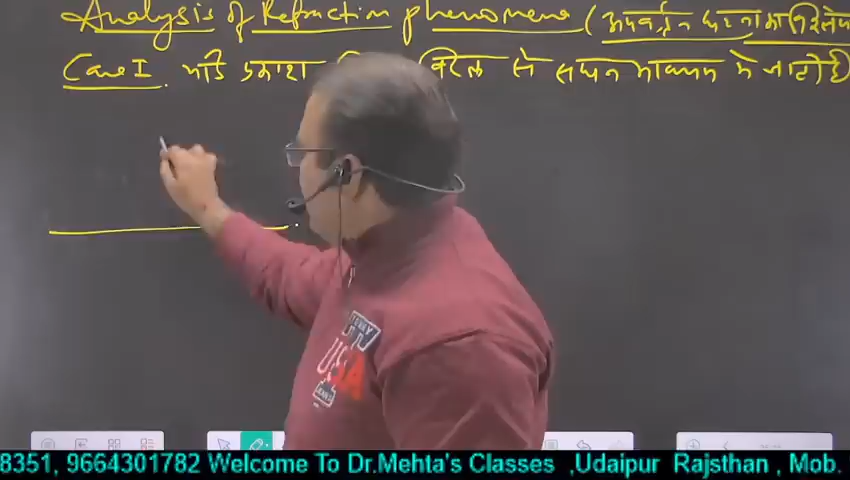 Analysis of Refraction phenomena (अपवर्तन घटना का विश्लेष
Case I. यदि प्रकाश विरल से सघन माध्यम में जाती है
USA
8351, 9664301782 Welcome To Dr.Mehta's Classes ,Udaipur Rajsthan , Mob.